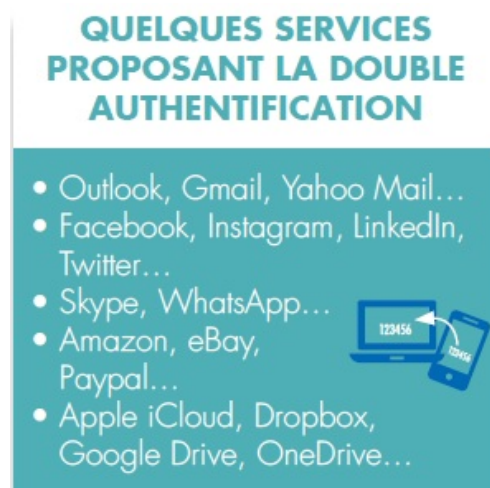 QUELQUES SERVICES
PROPOSANT LA DOUBLE
AUTHENTIFICATION
• Outlook, Gmail, Yahoo Mail...
• Facebook, Instagram, LinkedIn,
Twitter...
• Skype, WhatsApp...
• Amazon, eBay,
Paypal...
• Apple iCloud, Dropbox,
Google Drive, OneDrive...
123456
123456